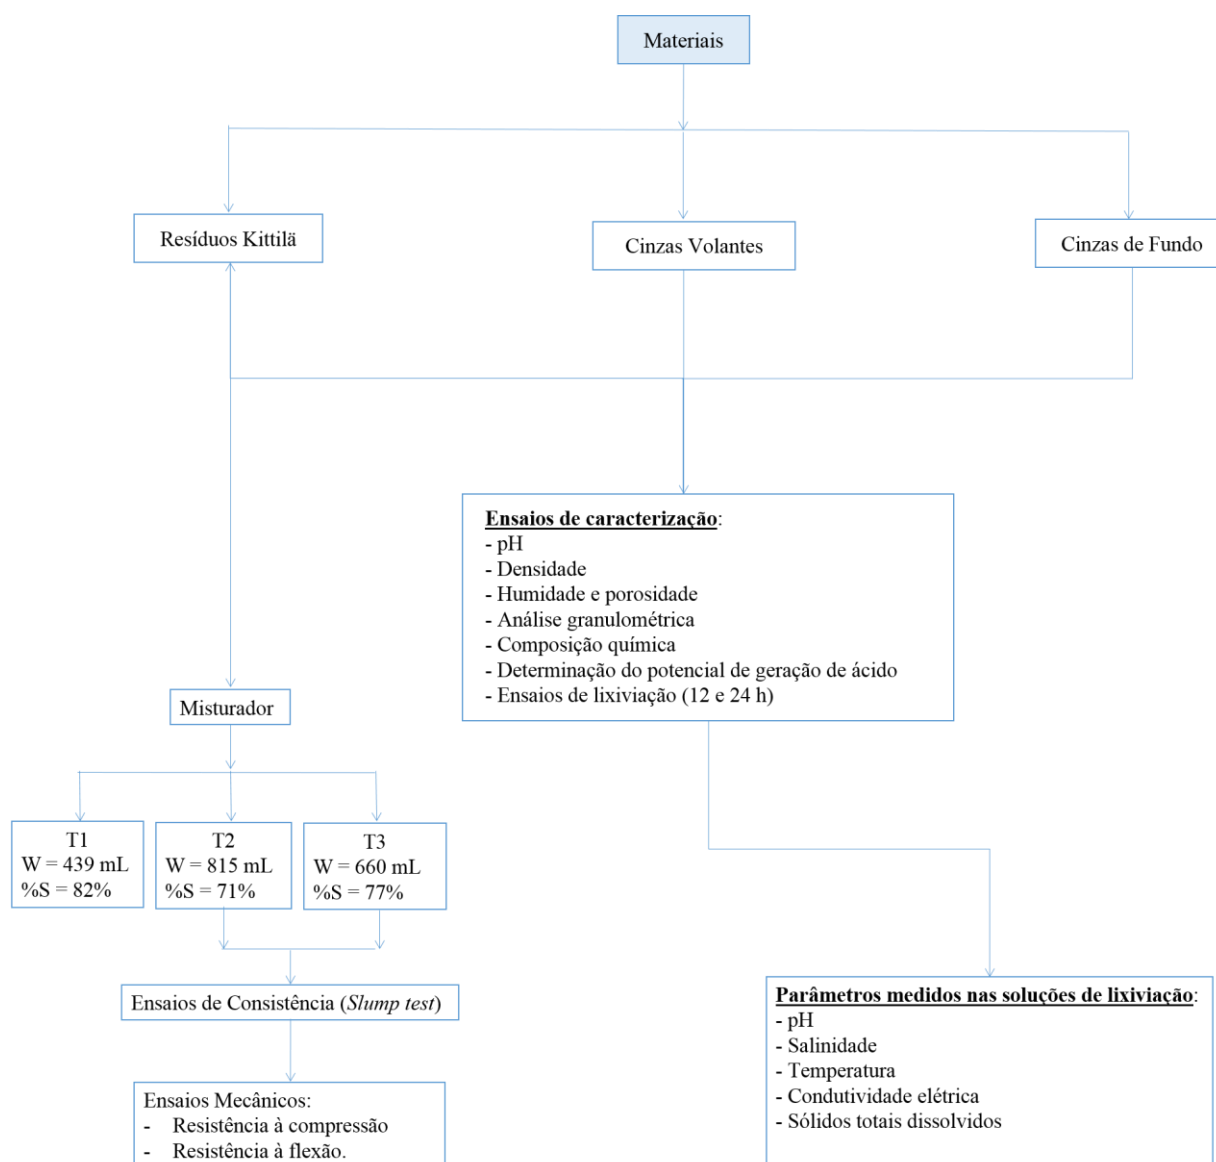 Materiais
Resíduos Kittilä
Cinzas Volantes
Cinzas de Fundo
Ensaios de caracterização:
- pH
- Densidade
- Humidade e porosidade
- Análise granulométrica
- Composição química
- Determinação do potencial de geração de ácido
- Ensaios de lixiviação (12 e 24 h)
Misturador
T1
W = 439 mL
%S = 82%
T2
W = 815 mL
%S = 71%
T3
W = 660 mL
%S = 77%
Ensaios de Consistência (Slump test)
Ensaios Mecânicos:
- Resistência à compressão
- Resistência à flexão.
Parâmetros medidos nas soluções de lixiviação:
- pH
- Salinidade
- Temperatura
- Condutividade elétrica
- Sólidos totais dissolvidos